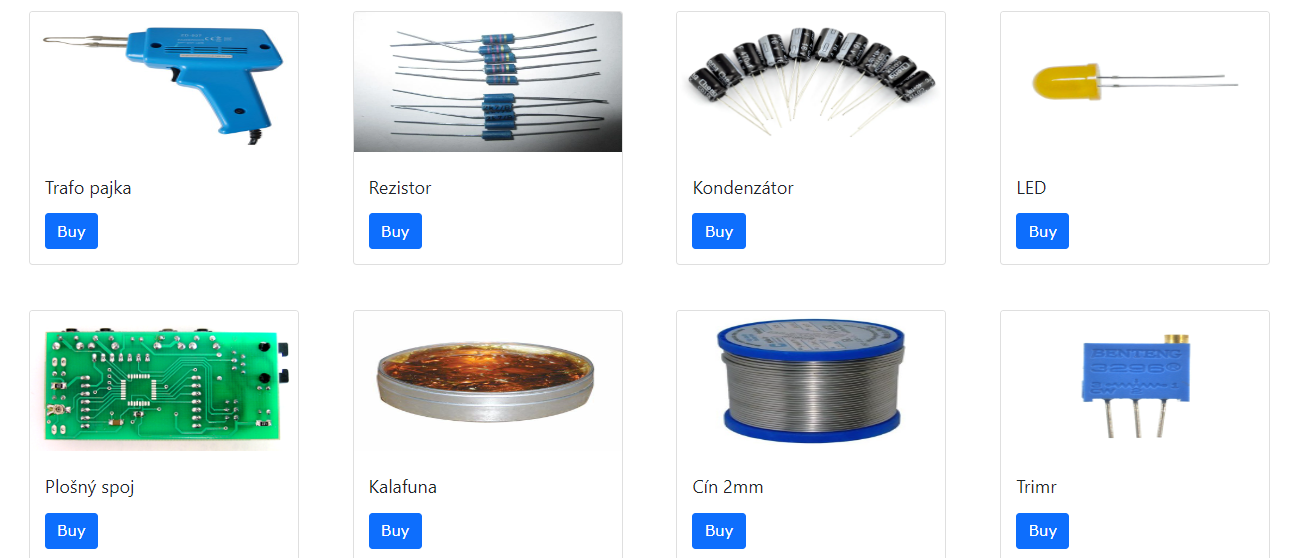 Trafo pajka
Rezistor
Kondenzátor
LED
Buy
Buy
Buy
Buy
BENTENG
3296®
Plošný spoj
Kalafuna
Cín 2mm
Trimr
Buy
Buy
Buy
Buy